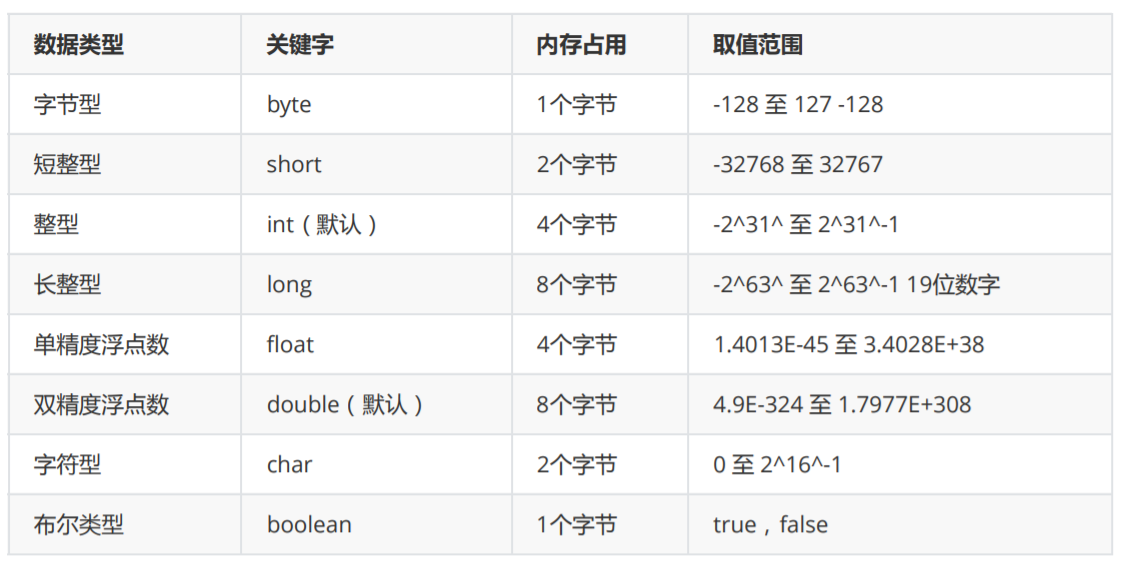 数据类型 关键字 内存占用 取值范围
字节型 byte 1个字节 -128 至 127 -128
短整型 short 2个字节 -32768 至 32767
整型 int（默认） 4个字节 -2^31^ 至 2^31^-1
长整型 long 8个字节 -2^63^ 至 2^63^-1 19位数字
单精度浮点数 float 4个字节 1.4013E-45 至 3.4028E+38
双精度浮点数 double（默认） 8个字节 4.9E-324 至 1.7977E+308
字符型 char 2个字节 0 至 2^16^-1
布尔类型 boolean 1个字节 true，false